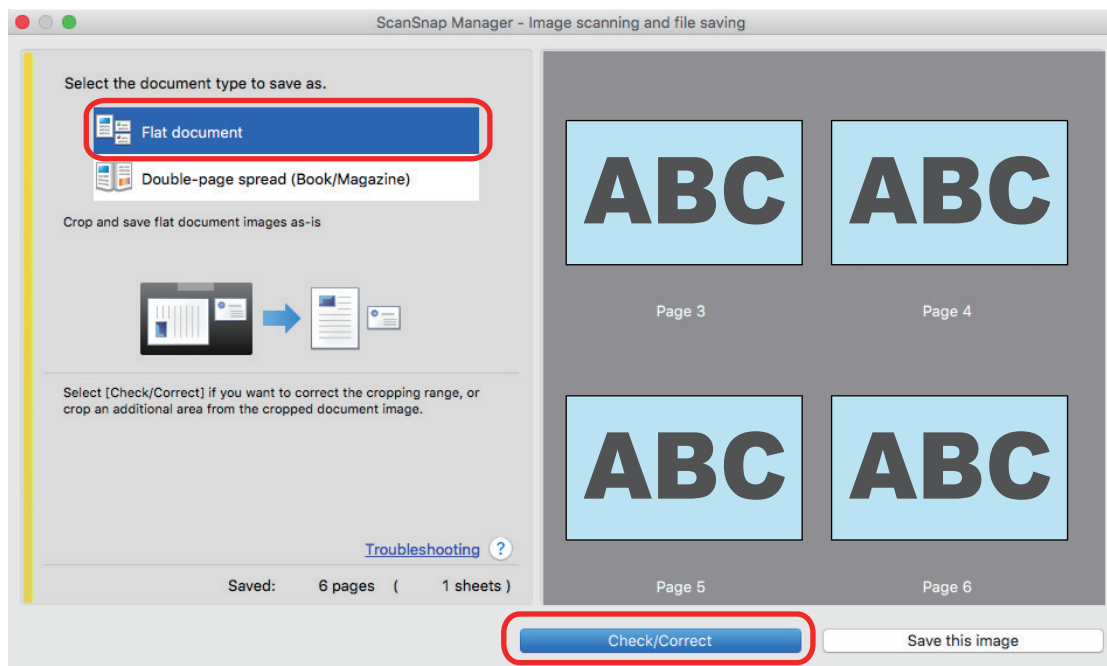 ScanSnap Manager - Image scanning and file saving
Select the document type to save as.
Flat document
Double-page spread (Book/Magazine)
Crop and save flat document images as-is
Select [Check/Correct] if you want to correct the cropping range, or
crop an additional area from the cropped document image.
Troubleshooting ?
Saved: 6 pages ( 1 sheets )
ABC ABC
Page 3 Page 4
ABC ABC
Page 5 Page 6
Check/Correct Save this image